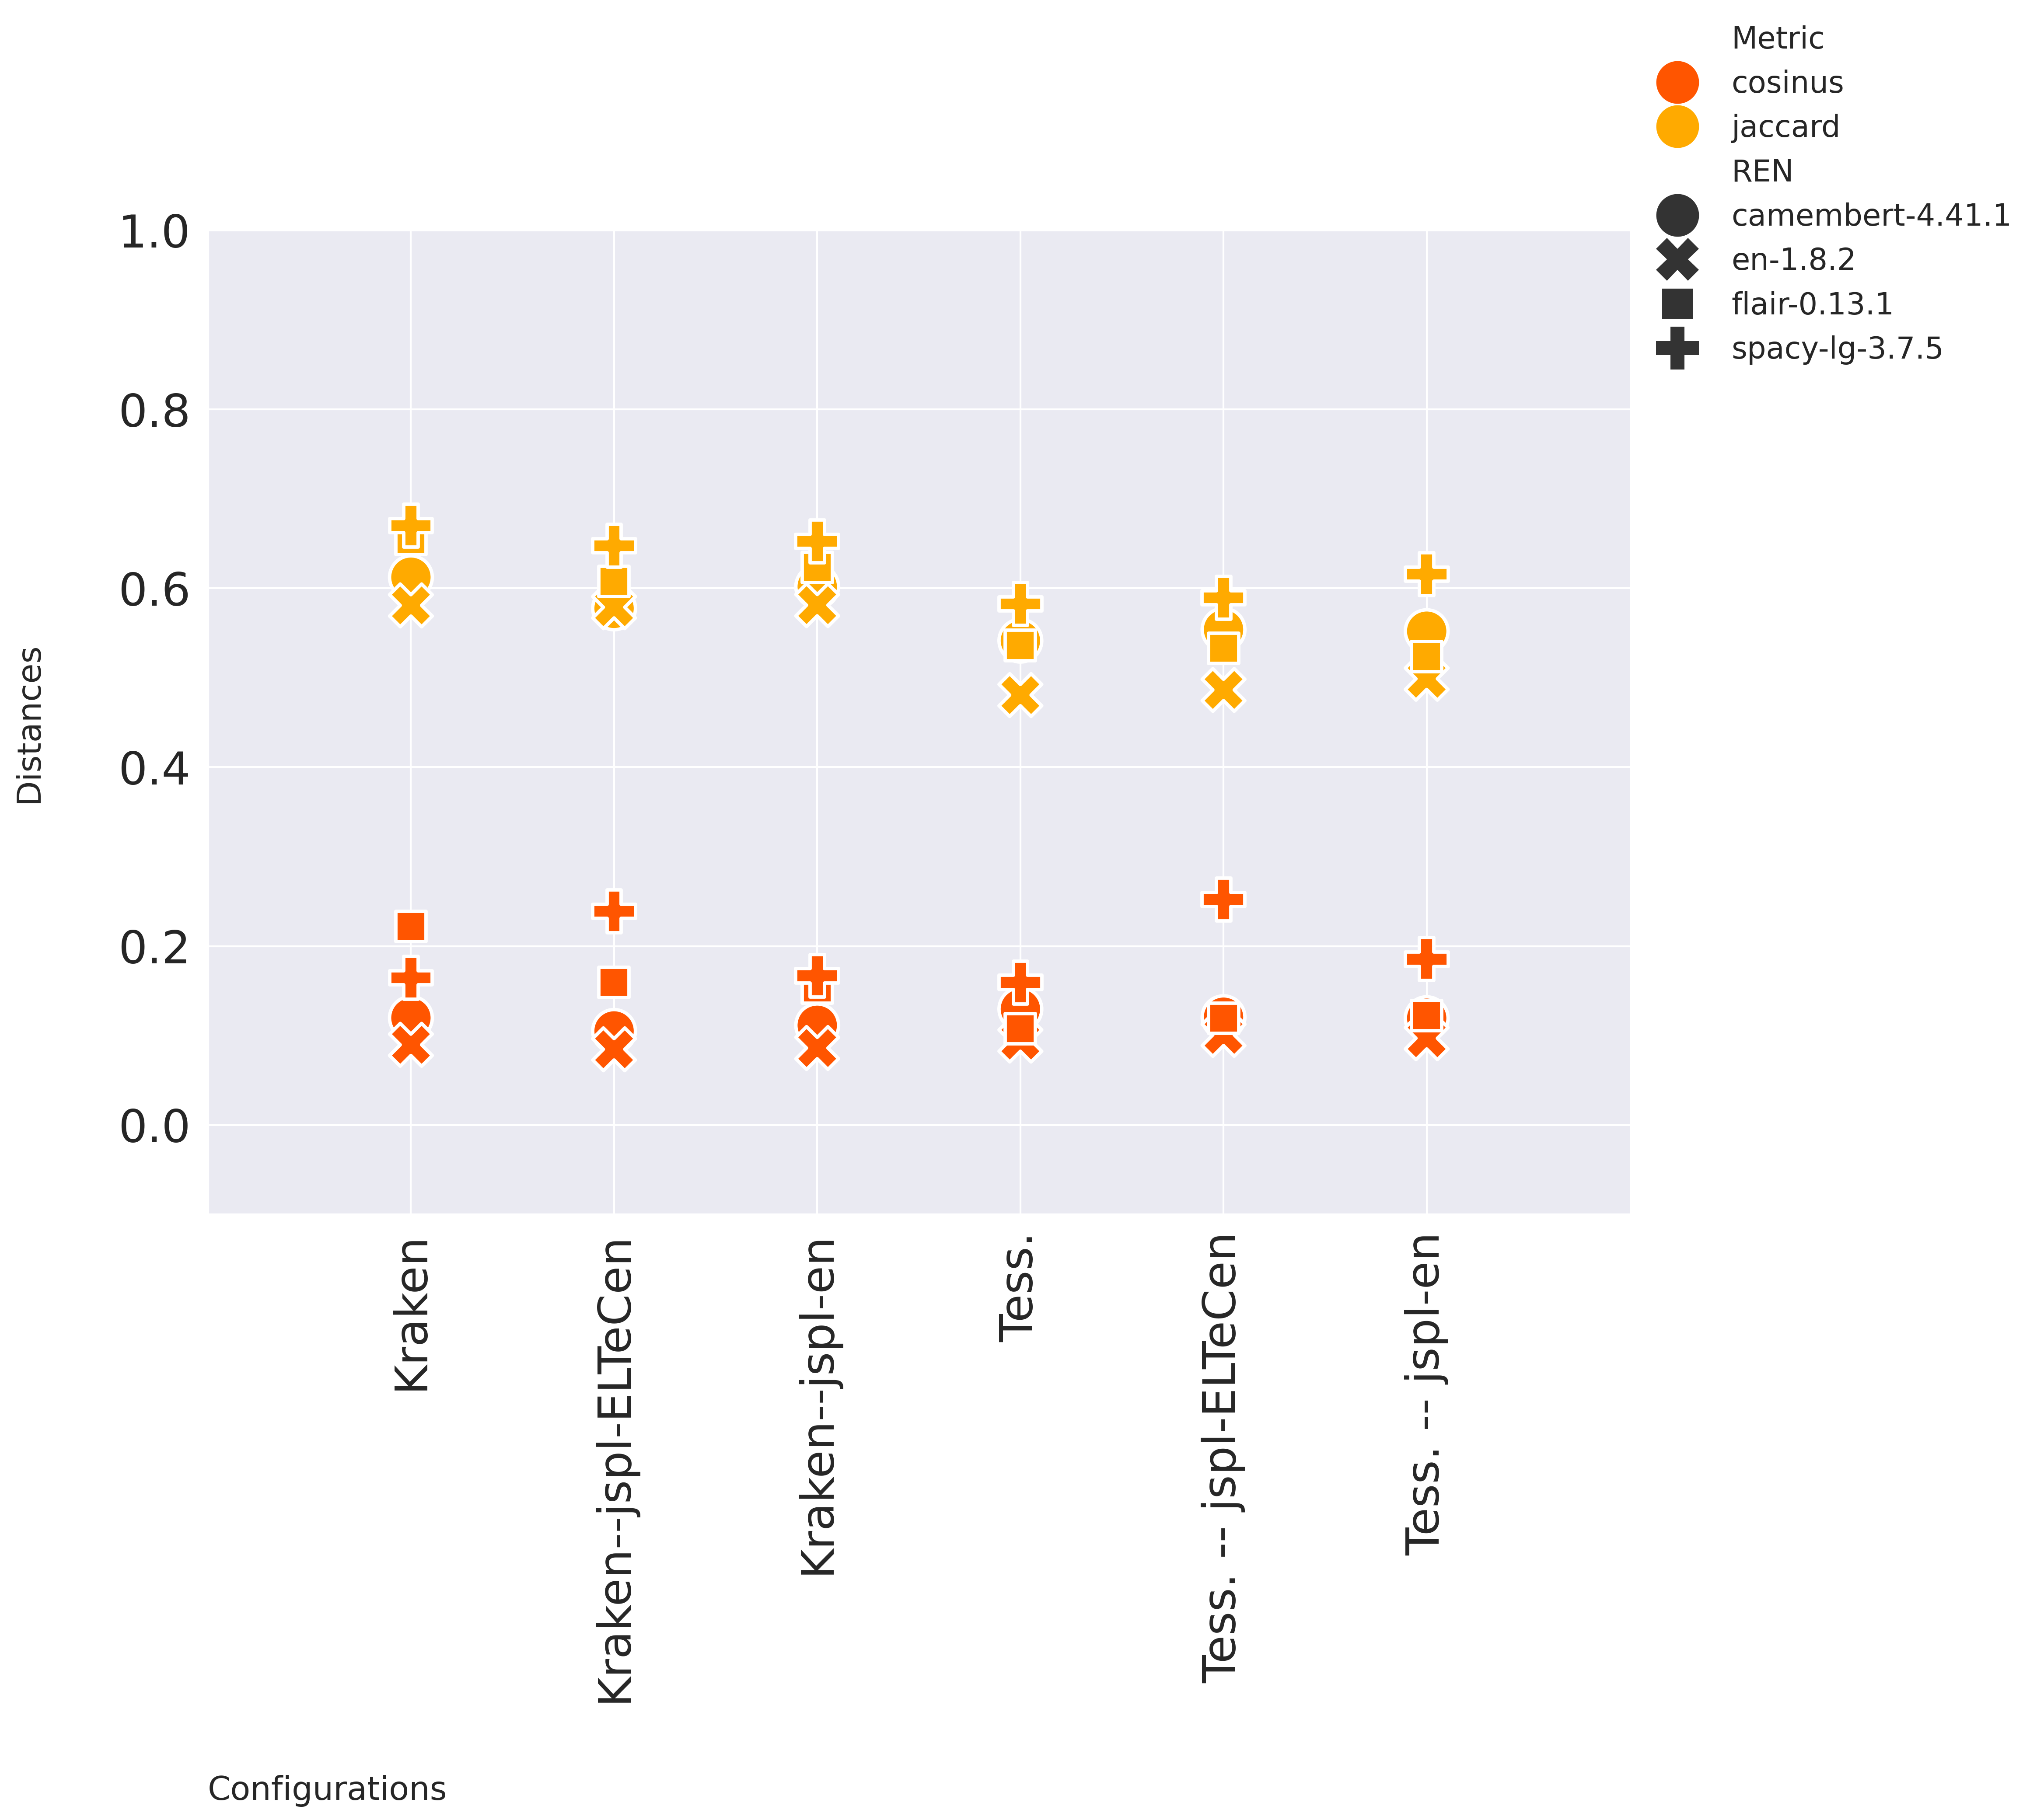 Metric
cosinus
jaccard
REN
camembert-4.41.1
en-1.8.2
flair-0.13.1
spacy-lg-3.7.5
1.0
0.8
0.6
0.4
0.2
0.0
Distances
Kraken
Kraken--jspl-ELTeCen
Kraken--jspl-en
Tess.
Tess. -- jspl-ELTeCen
Tess. -- jspl-en
Configurations